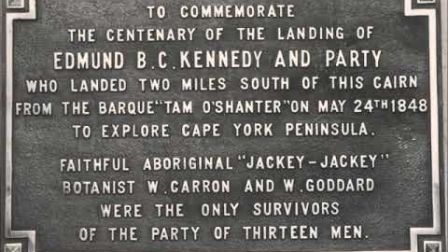 TO COMMEMORATE
THE CENTENARY OF THE LANDING OF
EDMUND B.C. KENNEDY AND PARTY
WHO LANDED TWO MILES SOUTH OF THIS CAIRN
FROM THE BARQUE "TAM O'SHANTER" ON MAY 24TH 1848
TO EXPLORE CAPE YORK PENINSULA.
FAITHFUL ABORIGINAL "JACKEY-JACKEY"
BOTANIST W. CARRON AND W. GODDARD
WERE THE ONLY SURVIVORS
OF THE PARTY OF THIRTEEN MEN.